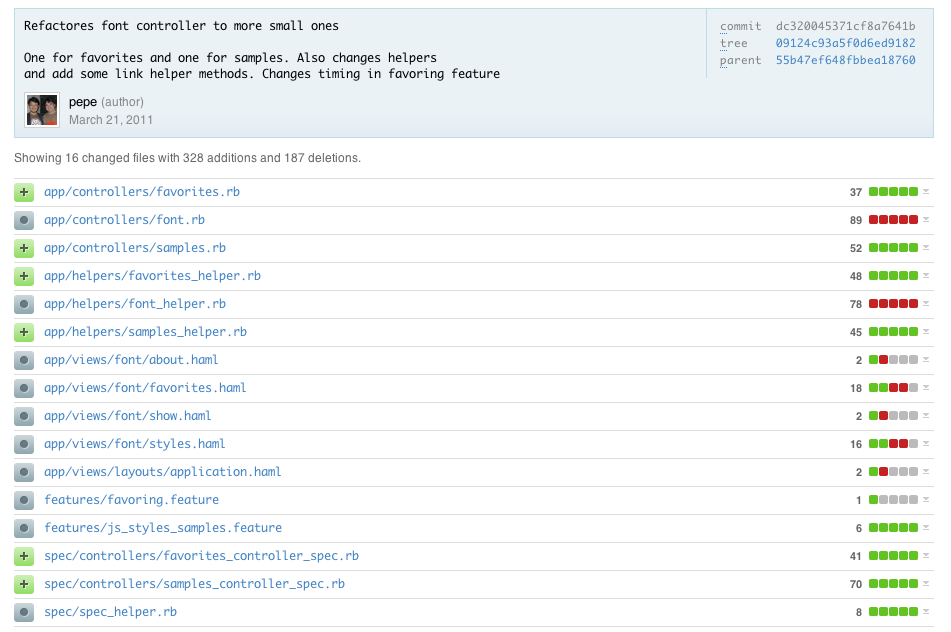 Refactores font controller to more small ones
One for favorites and one for samples. Also changes helpers
and add some link helper methods. Changes timing in favoring feature
pepe (author)
March 21, 2011
commit dc320045371cf8a7641b
tree 09124c93a5f0d6ed9182
parent 55b47ef648fbbea18760
Showing 16 changed files with 328 additions and 187 deletions.
app/controllers/favorites.rb 37
app/controllers/font.rb 89
app/controllers/samples.rb 52
app/helpers/favorites_helper.rb 48
app/helpers/font_helper.rb 78
app/helpers/samples_helper.rb 45
app/views/font/about.haml 2
app/views/font/favorites.haml 18
app/views/font/show.haml 2
app/views/font/styles.haml 16
app/views/layouts/application.haml 2
features/favoring.feature 1
features/js_styles_samples.feature 6
spec/controllers/favorites_controller_spec.rb 41
spec/controllers/samples_controller_spec.rb 70
spec/spec_helper.rb 8